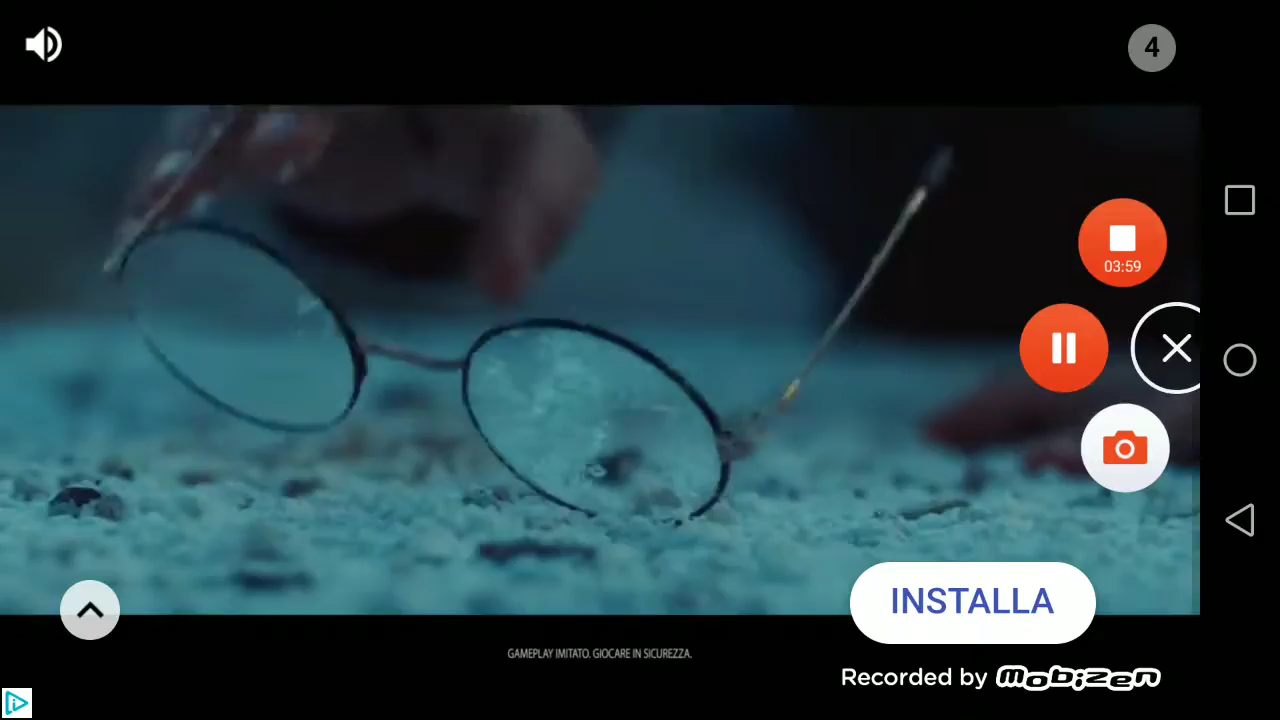 4
03:59
INSTALLA
GAMEPLAY IMITATO. GIOCARE IN SICUREZZA.
Recorded by mobizen